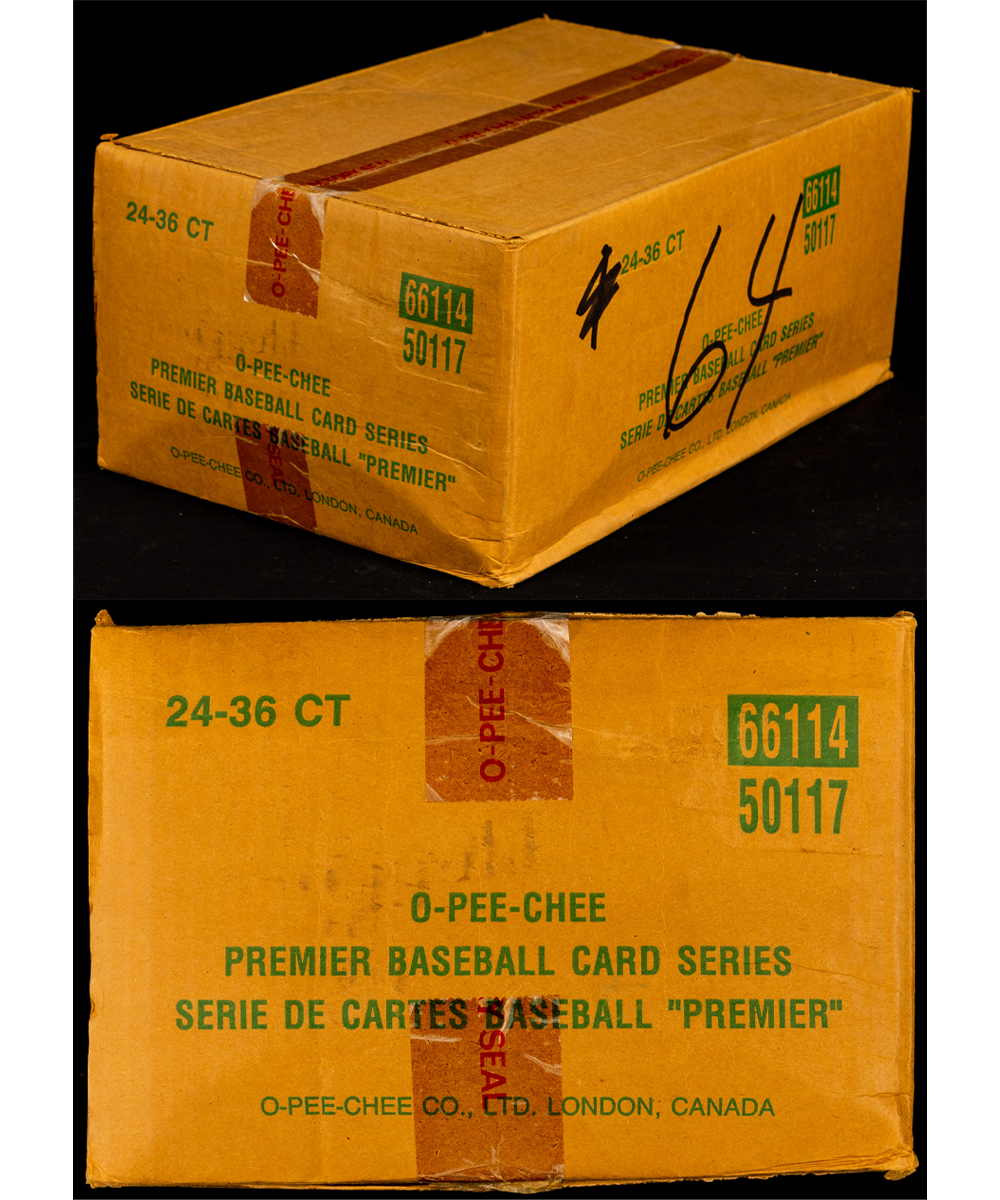 O-PEE-CHEE
24-36 CT
O-PEE-CHE
66114
50117
O-PEE-CHEE
PREMIER BASEBALL CARD SERIES
SERIE DE CARTES BASEBALL "PREMIER"
SEAL
O-PEE-CHEE CO., LTD. LONDON, CANADA
24-36 CT
66114
50117
# 64
O-PEE-CHEE
PREMIER BASEBALL CARD SERIES
SERIE DE CARTES BASEBALL "PREMIER"
O-PEE-CHEE CO., LTD. LONDON, CANADA
24-36 CT
O-PEE-CHE
66114
50117
O-PEE-CHEE
PREMIER BASEBALL CARD SERIES
SERIE DE CARTES BASEBALL "PREMIER"
SEAL
O-PEE-CHEE CO., LTD. LONDON, CANADA